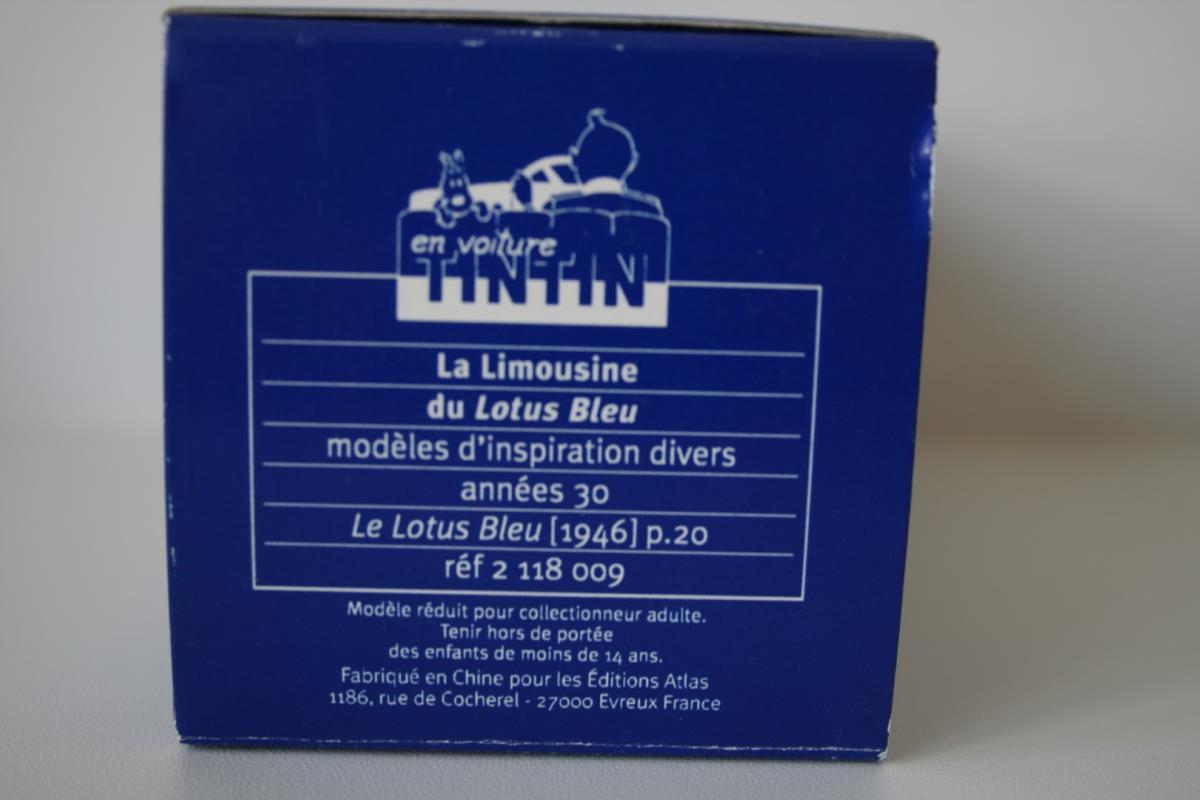 en voiture
TINTIN
La Limousine
du Lotus Bleu
modèles d'inspiration divers
années 30
Le Lotus Bleu [1946] p.20
réf 2 118 009
Modèle réduit pour collectionneur adulte.
Tenir hors de portée
des enfants de moins de 14 ans.
Fabriqué en Chine pour les Éditions Atlas
1186, rue de Cocherel - 27000 Evreux France